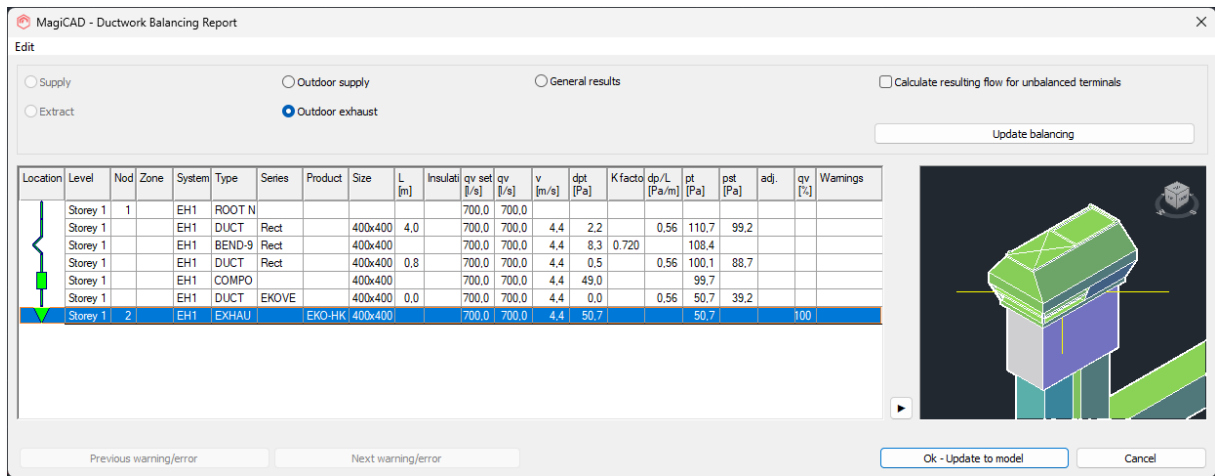 MagiCAD - Ductwork Balancing Report
Edit
Supply Outdoor supply General results Calculate resulting flow for unbalanced terminals
Extract Outdoor exhaust
Update balancing
Location Level Nod Zone System Type Series Product Size L [m] Insulati qv set [l/s] qv [l/s] v [m/s] dpt [Pa] K facto dp/L [Pa/m] pt [Pa] pst [Pa] adj. qv [%] Warnings
Storey 1 1 EH1 ROOT N 700,0 700,0
Storey 1 EH1 DUCT Rect 400x400 4,0 700,0 700,0 4,4 2,2 0,56 110,7 99,2
Storey 1 EH1 BEND-9 Rect 400x400 700,0 700,0 4,4 8,3 0.720 108,4
Storey 1 EH1 DUCT Rect 400x400 0,8 700,0 700,0 4,4 0,5 0,56 100,1 88,7
Storey 1 EH1 COMPO 400x400 700,0 700,0 4,4 49,0 99,7
Storey 1 EH1 DUCT EKOVE 400x400 0,0 700,0 700,0 4,4 0,0 0,56 50,7 39,2
Storey 1 2 EH1 EXHAU EKO-HK 400x400 700,0 700,0 4,4 50,7 50,7 100
Previous warning/error Next warning/error Ok - Update to model Cancel